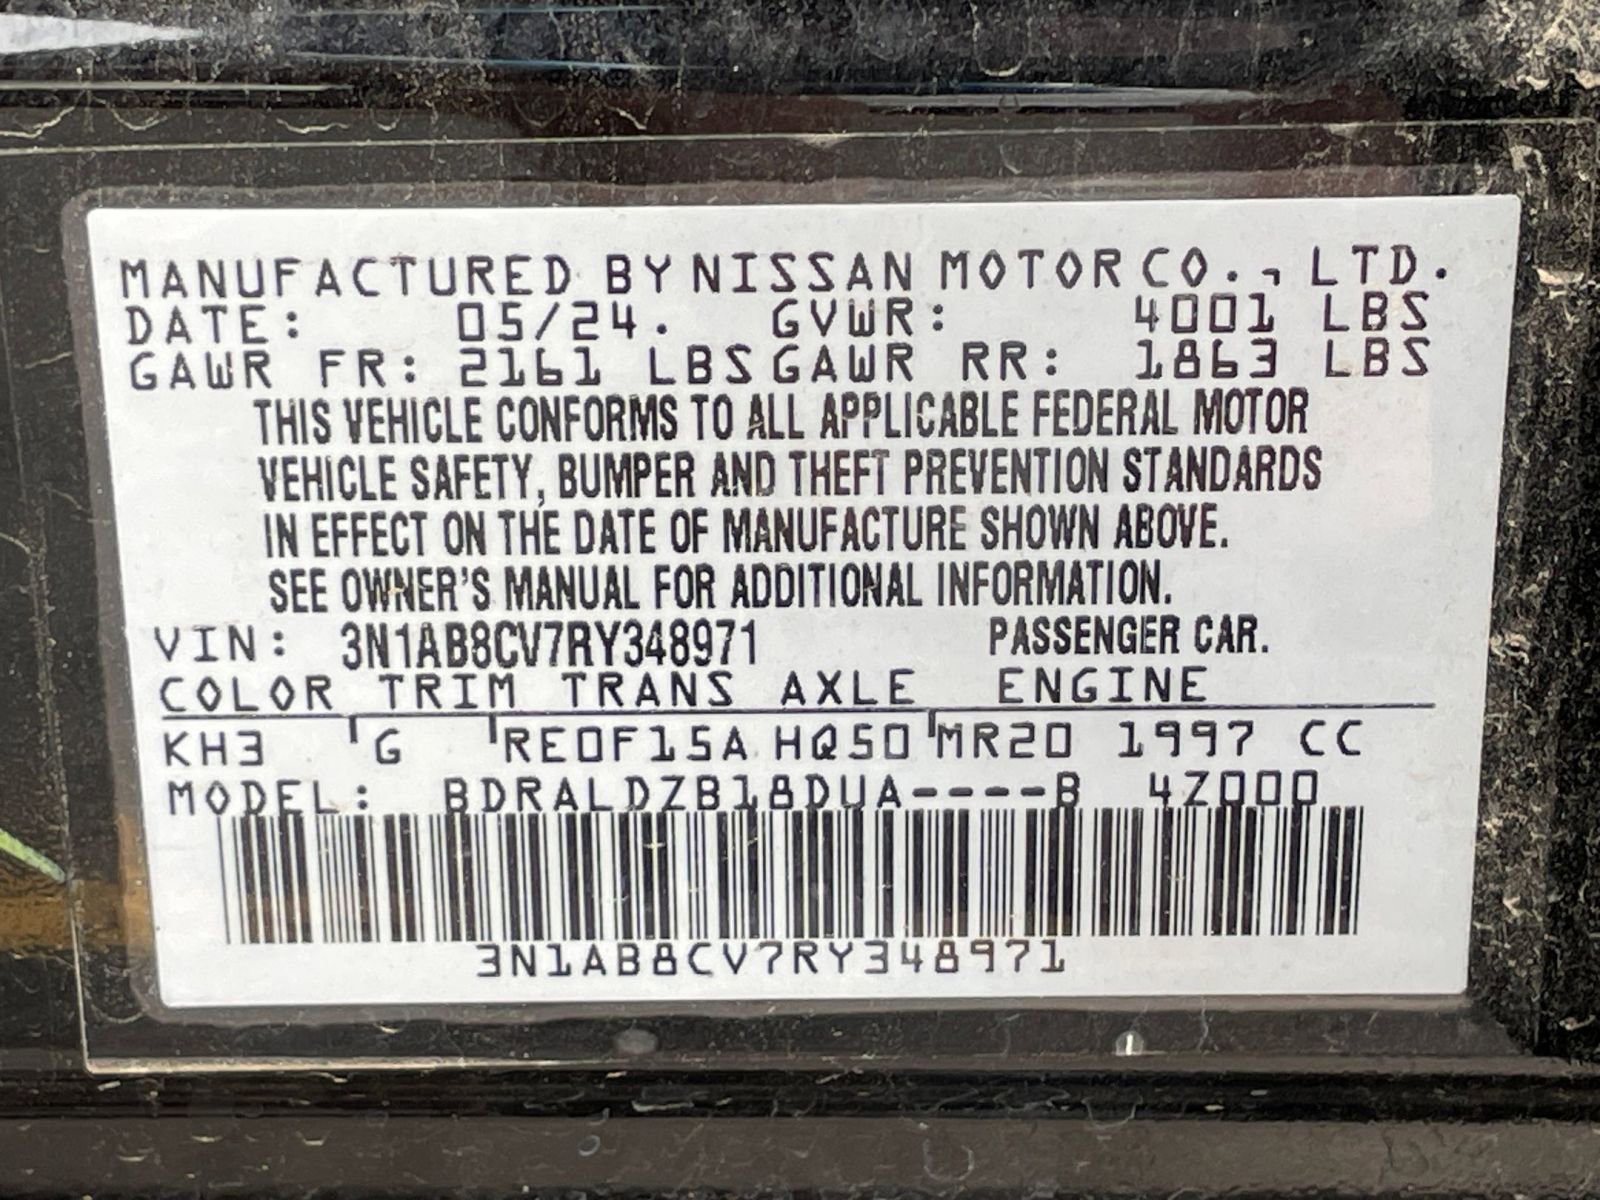 MANUFACTURED BY NISSAN MOTOR CO., LTD.
DATE: 05/24. GVWR: 4001 LBS
GAWR FR: 2161 LBS GAWR RR: 1863 LBS
THIS VEHICLE CONFORMS TO ALL APPLICABLE FEDERAL MOTOR
VEHICLE SAFETY, BUMPER AND THEFT PREVENTION STANDARDS
IN EFFECT ON THE DATE OF MANUFACTURE SHOWN ABOVE.
SEE OWNER'S MANUAL FOR ADDITIONAL INFORMATION.
VIN: 3N1AB8CV7RY348971 PASSENGER CAR.
COLOR TRIM TRANS AXLE ENGINE
KH3 G RE0F15A HQ50 MR20 1997 CC
MODEL: BDRALDZB18DUA----B 4Z000
3N1AB8CV7RY348971